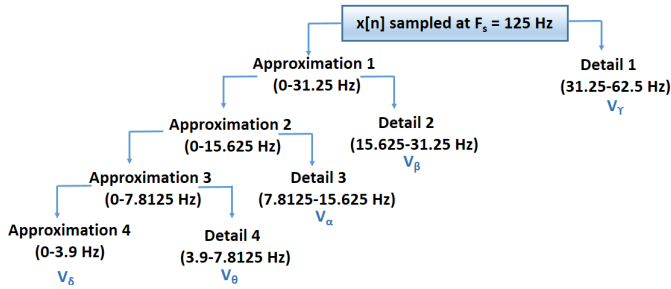 x[n] sampled at Fₛ = 125 Hz
Approximation 1
(0-31.25 Hz)
Detail 1
(31.25-62.5 Hz)
Vᵧ
Approximation 2
(0-15.625 Hz)
Detail 2
(15.625-31.25 Hz)
Vᵦ
Approximation 3
(0-7.8125 Hz)
Detail 3
(7.8125-15.625 Hz)
V_α
Approximation 4
(0-3.9 Hz)
V_δ
Detail 4
(3.9-7.8125 Hz)
V_θ